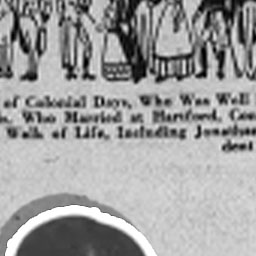 of Colonial Days, Who Was Well
Who Married at Hartford, Con
Walk of Life, Including Jonathan
dent